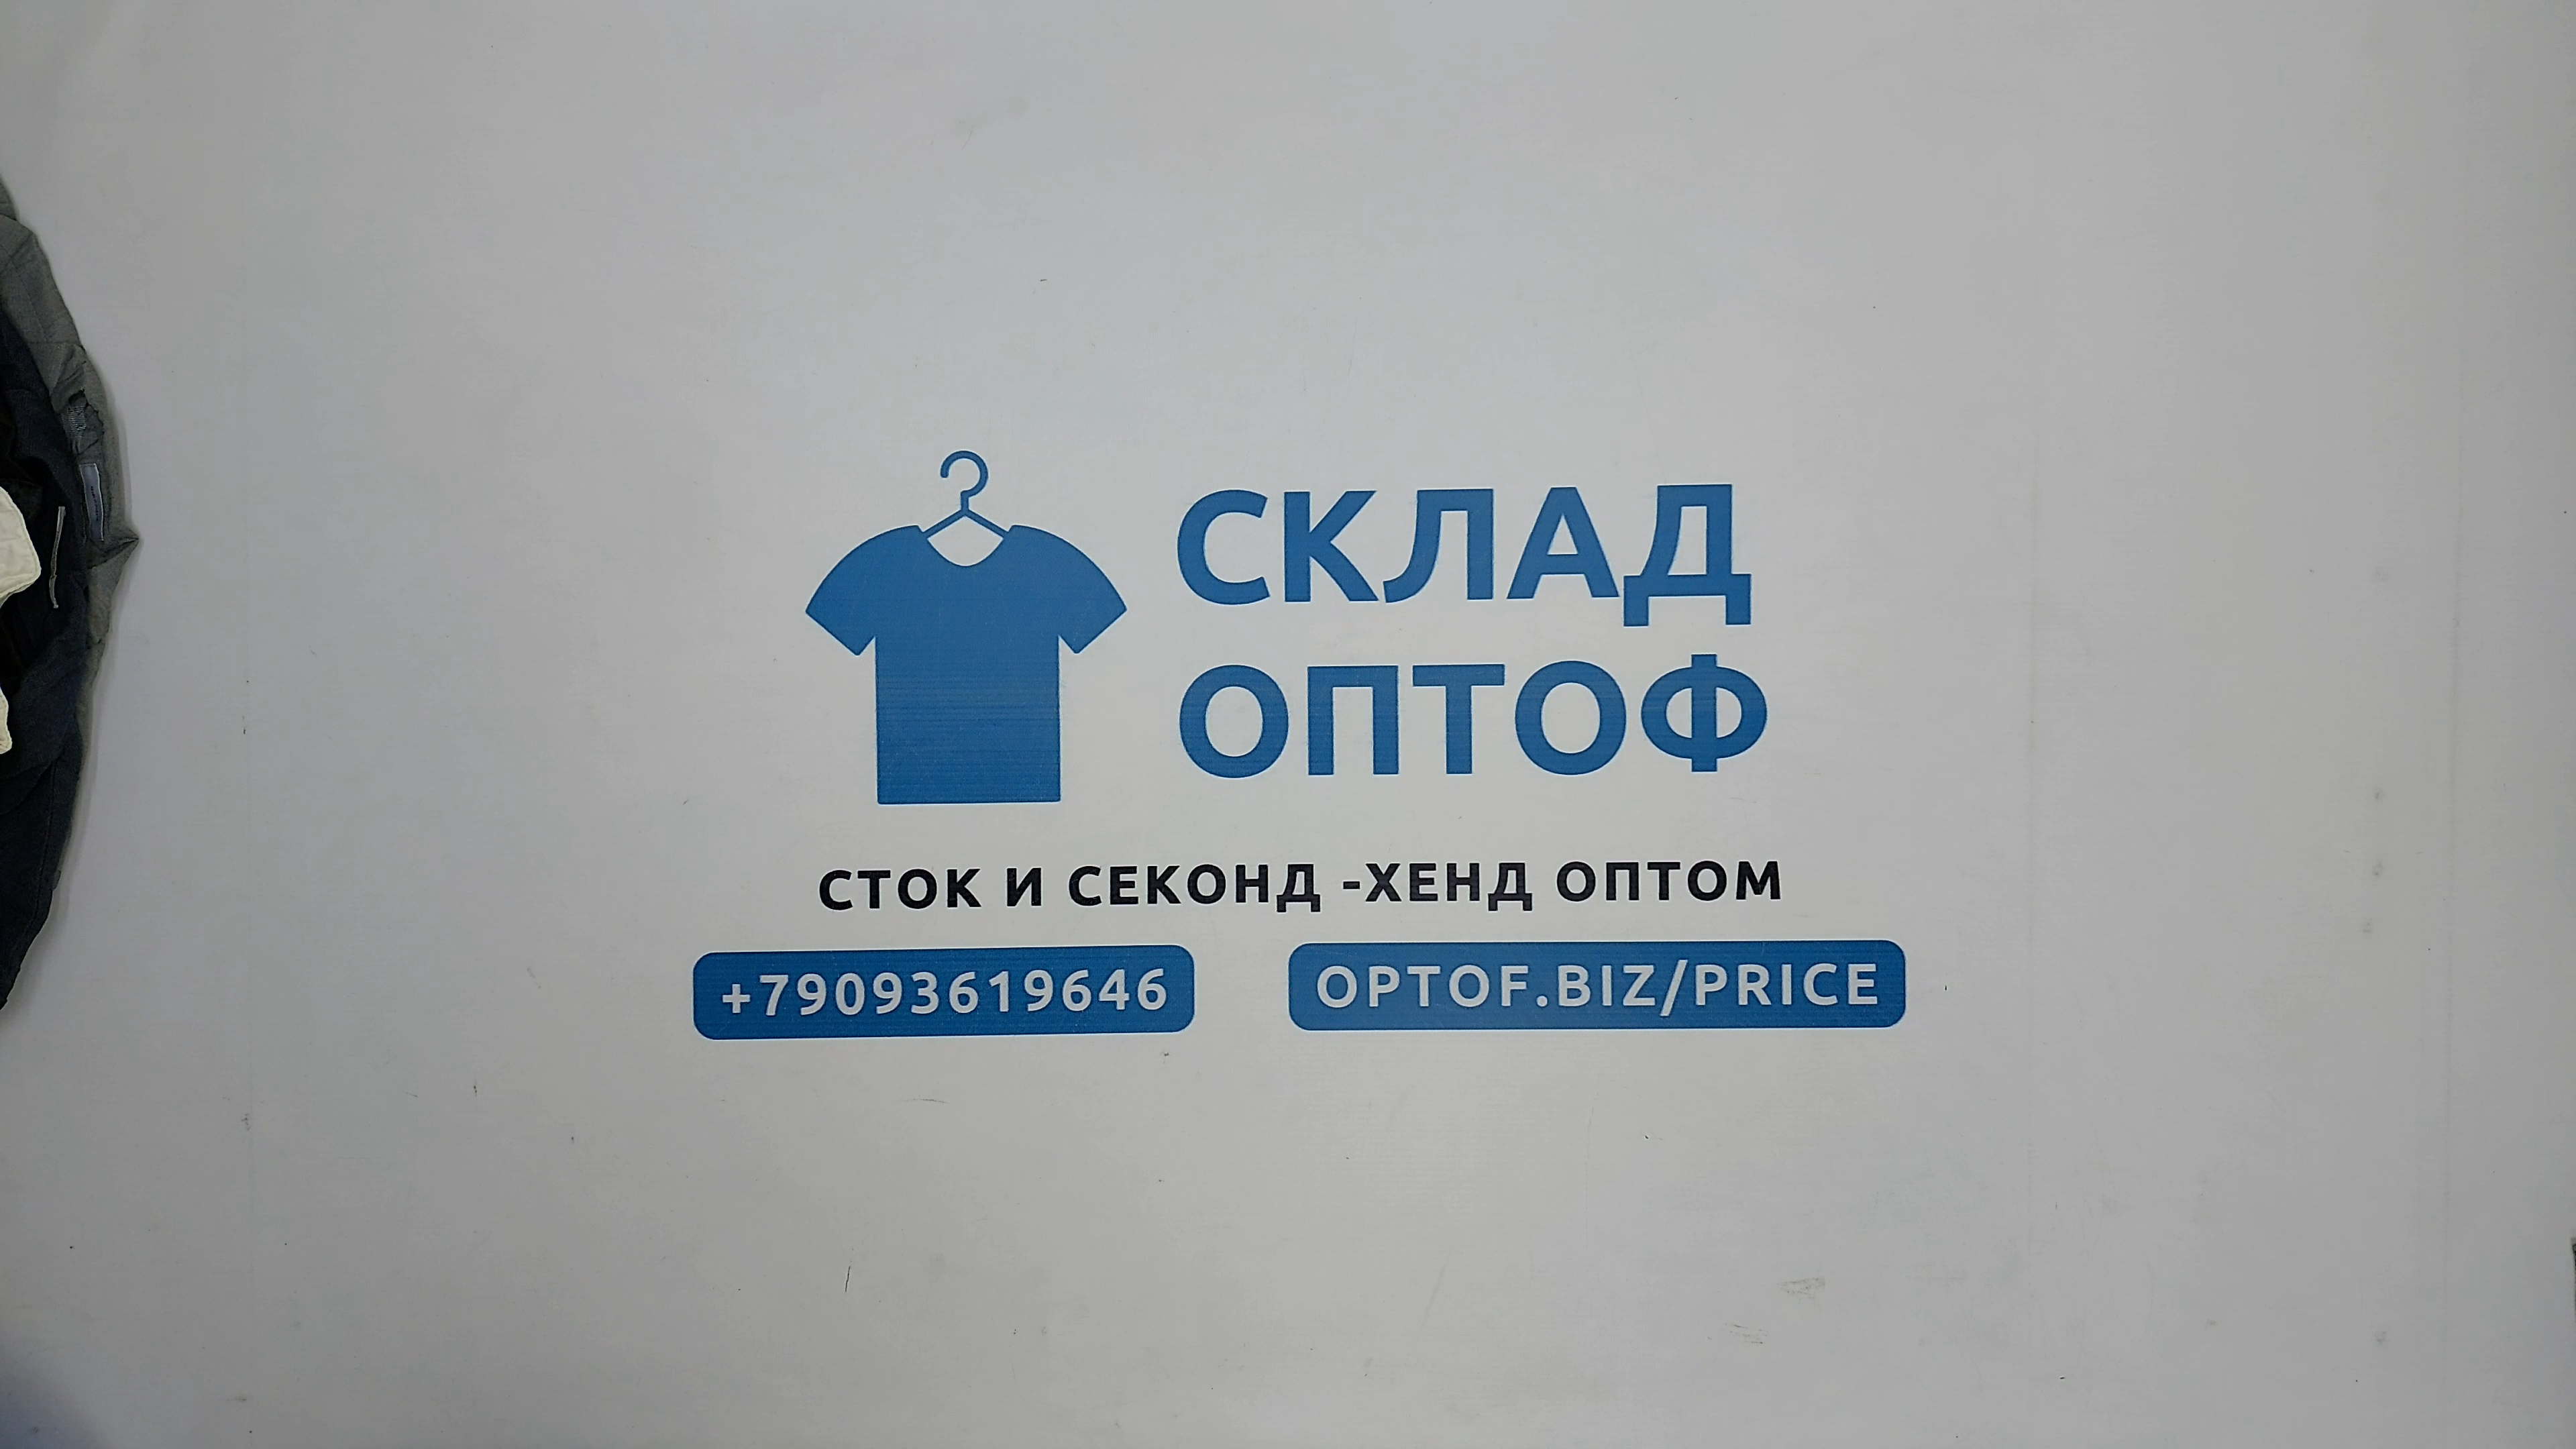 СКЛАД
ОПТОФ
СТОК И СЕКОНД -ХЕНД ОПТОМ
+79093619646
OPTOF.BIZ/PRICE